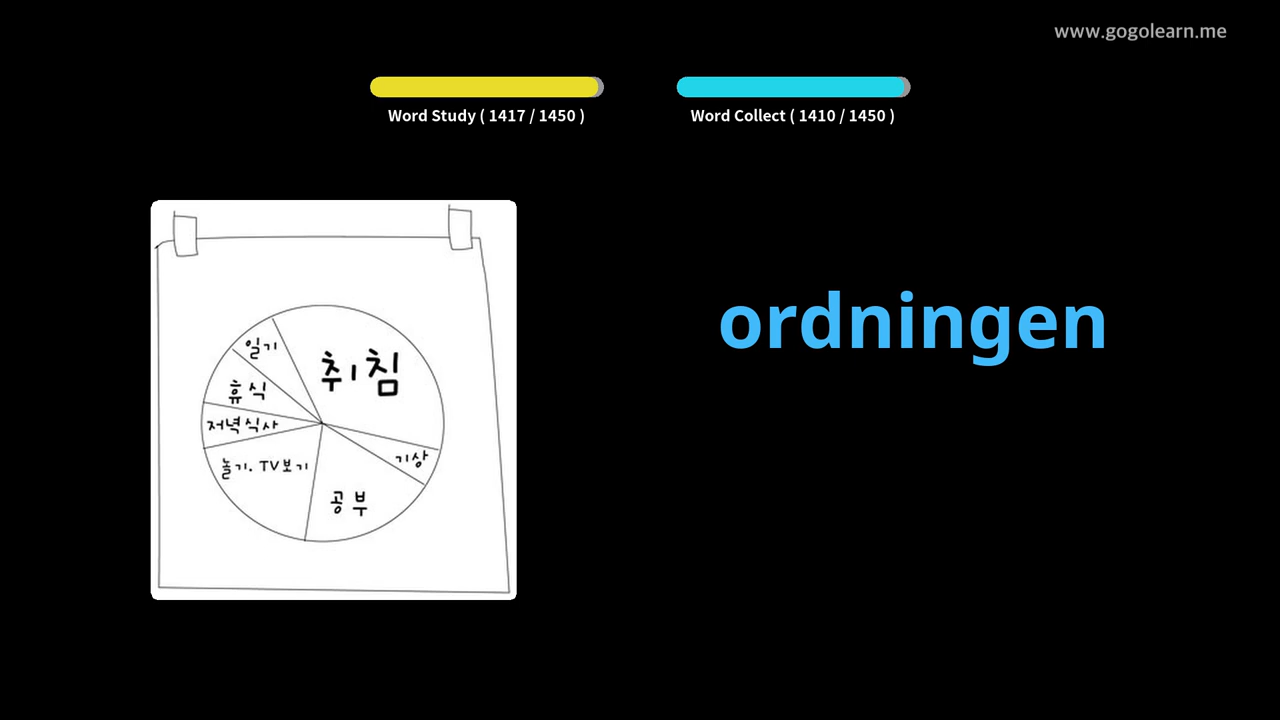 www.gogolearn.me
Word Study ( 1417 / 1450 )
Word Collect ( 1410 / 1450 )
일기
취침
휴식
저녁식사
놀기. TV보기
기상
공부
ordningen